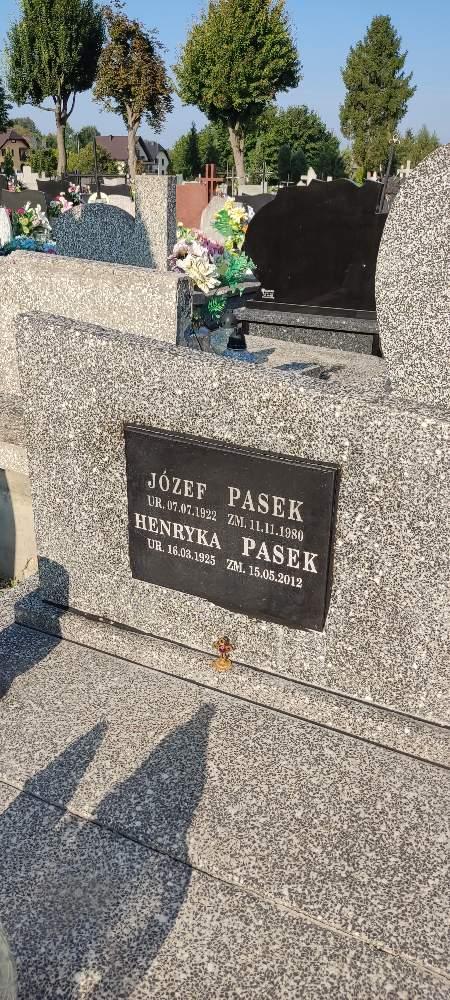 JÓZEF PASEK
UR. 07.07.1922 ZM. 11.11.1980
HENRYKA PASEK
UR. 16.03.1925 ZM. 15.05.2012